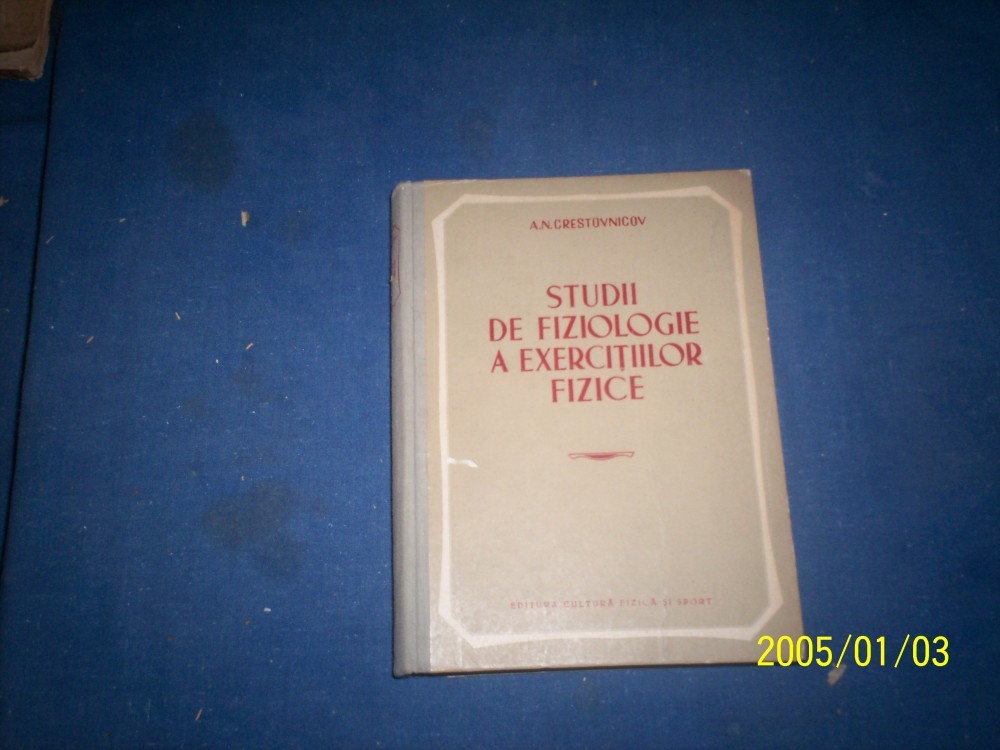 A.N.CRESTOVNICOV
STUDII
DE FIZIOLOGIE
A EXERCIȚIILOR
FIZICE
EDITURA CULTURĂ FIZICĂ ȘI SPORT
2005/01/03